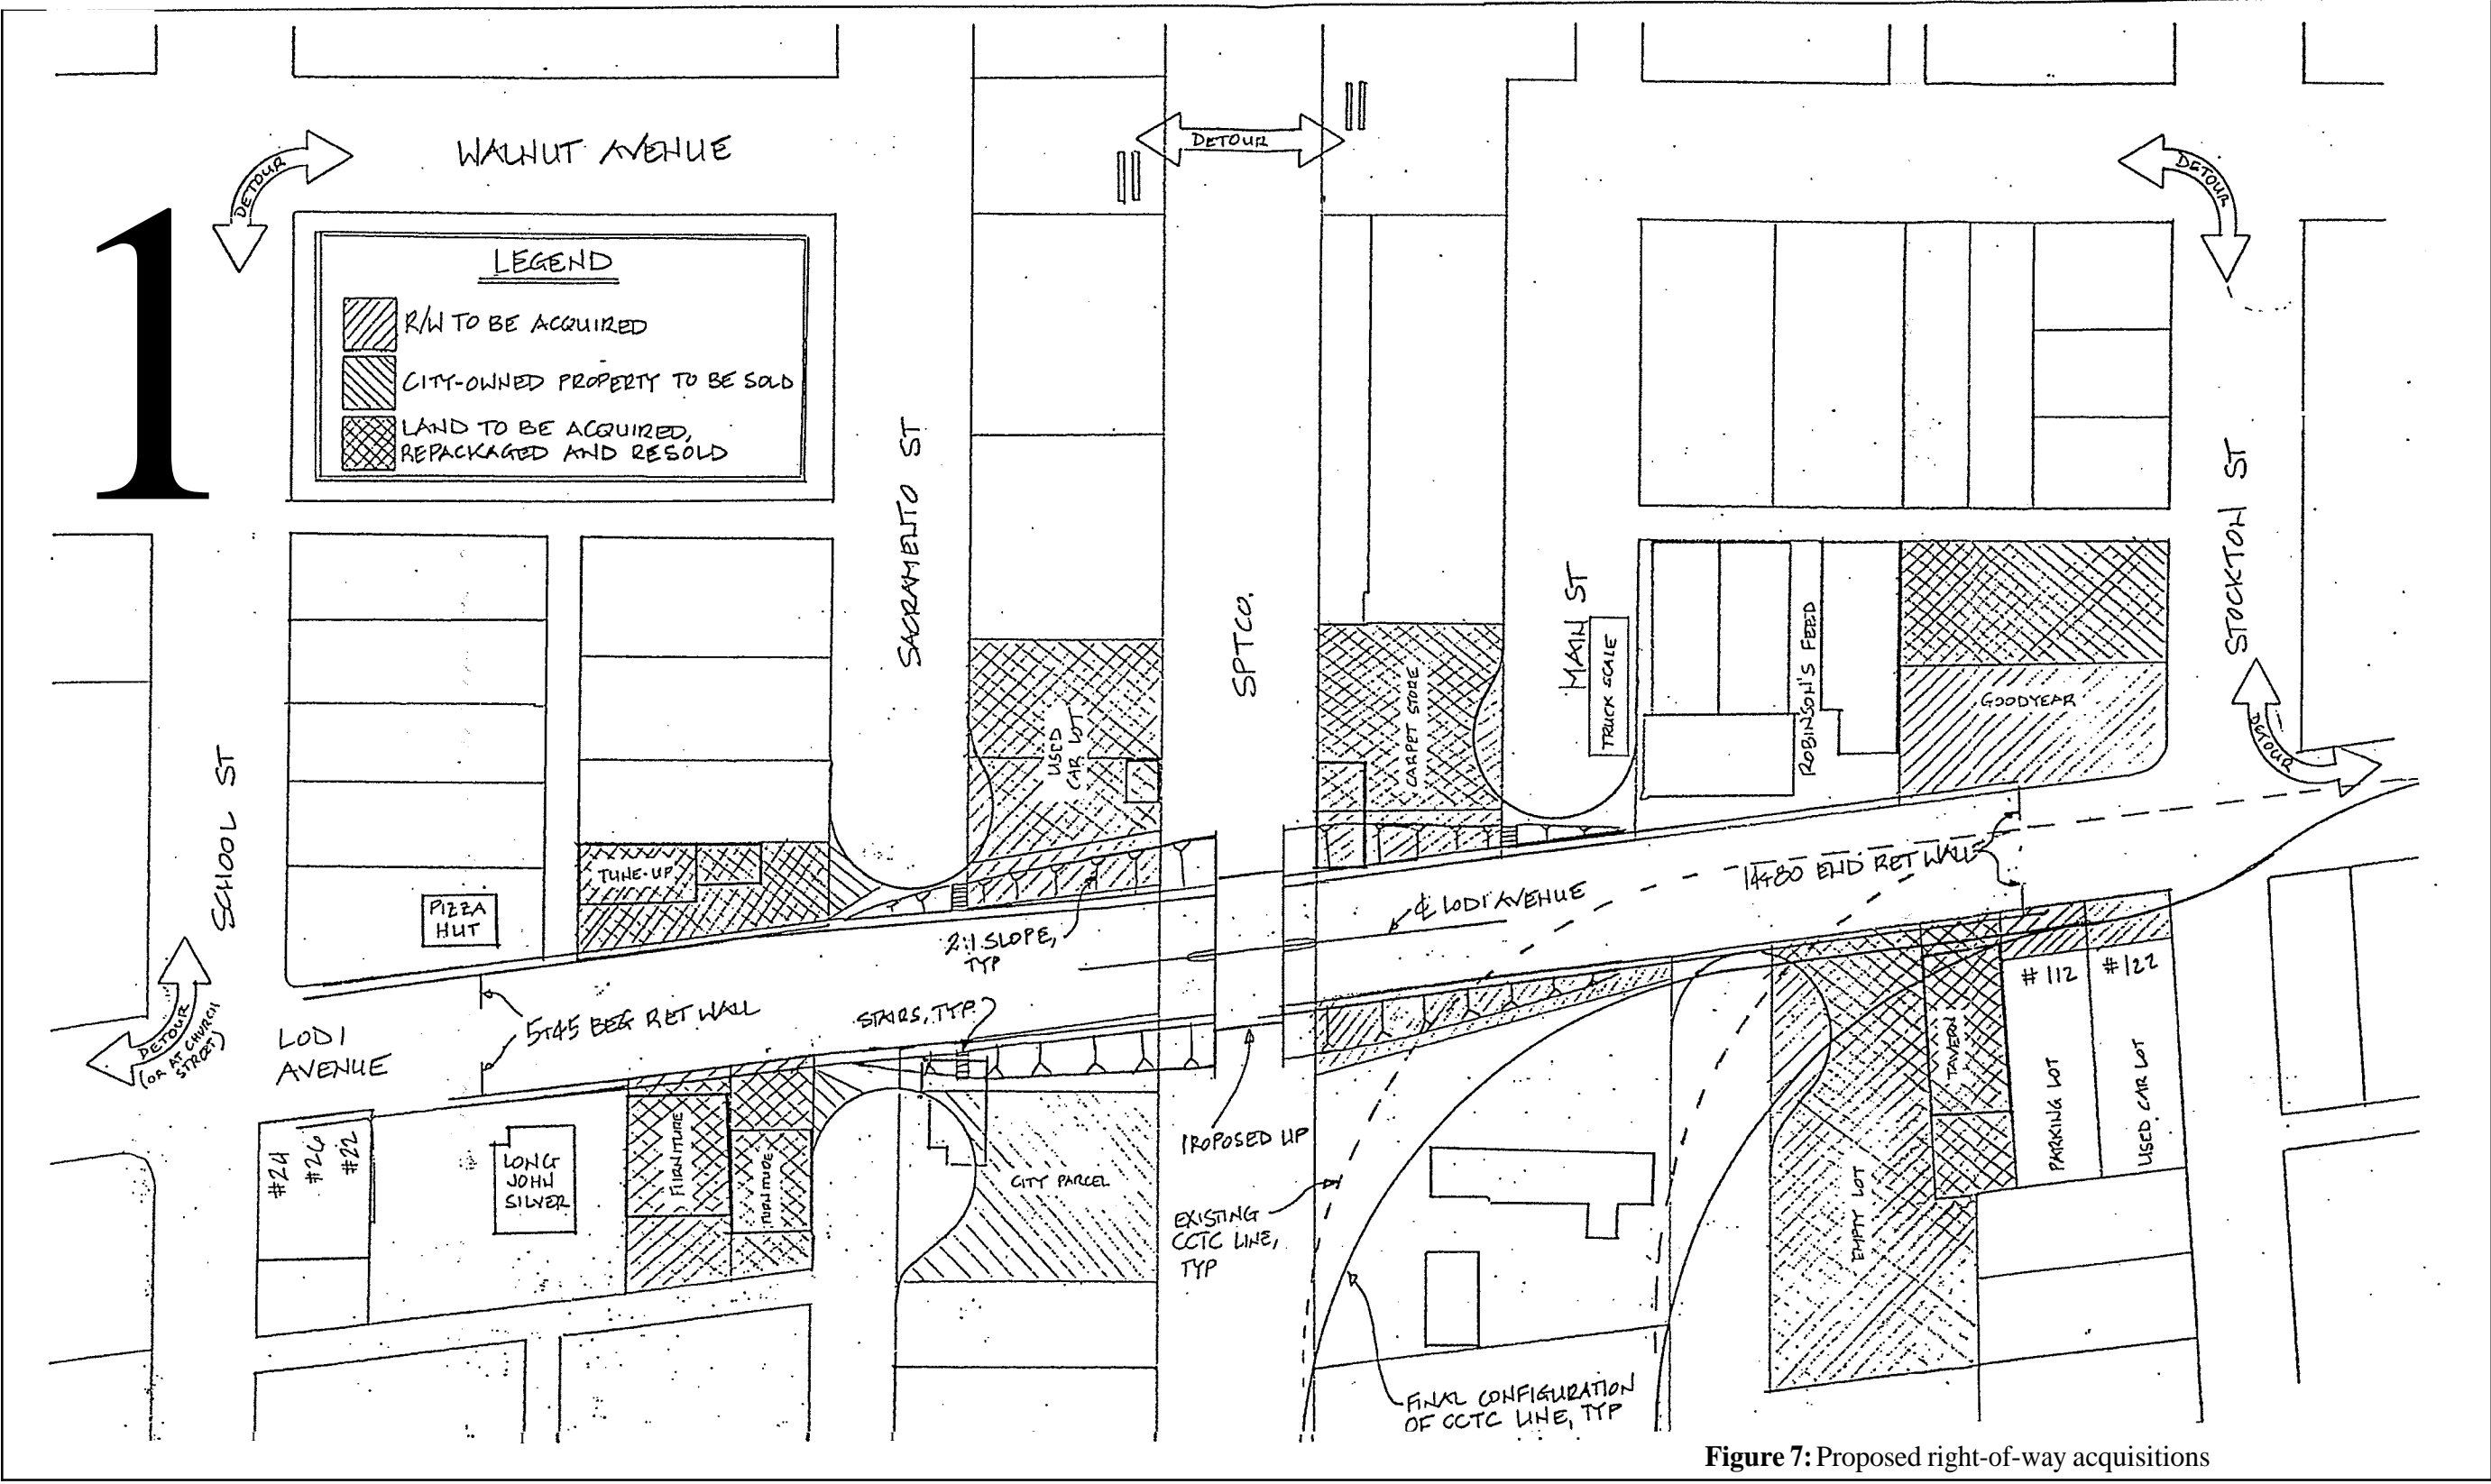 WALNUT AVENUE
DETOUR
DETOUR
DETOUR
1
LEGEND
R/W TO BE ACQUIRED
CITY-OWNED PROPERTY TO BE SOLD
LAND TO BE ACQUIRED,
REPACKAGED AND RESOLD
SACRAMENTO ST
SPTCO.
MAIN ST
STOCKTON ST
SCHOOL ST
TRUCK SCALE
ROBINSON'S FEED
GOODYEAR
DETOUR
USED
CAR LOT
CARPET STORE
TUNE-UP
PIZZA
HUT
2:1 SLOPE,
TYP
℄ LODI AVENUE
14+80 END RET WALL
DETOUR
(OR AT CHURCH
STREET)
LODI
AVENUE
5+45 BEG RET WALL
STAIRS, TYP.
PROPOSED UP
#24
#26
#22
LONG
JOHN
SILVER
FURNITURE
FURNITURE
CITY PARCEL
EXISTING
CCTC LINE,
TYP
EMPTY LOT
TAVERN
#112
#122
PARKING LOT
USED CAR LOT
FINAL CONFIGURATION
OF CCTC LINE, TYP
Figure 7: Proposed right-of-way acquisitions